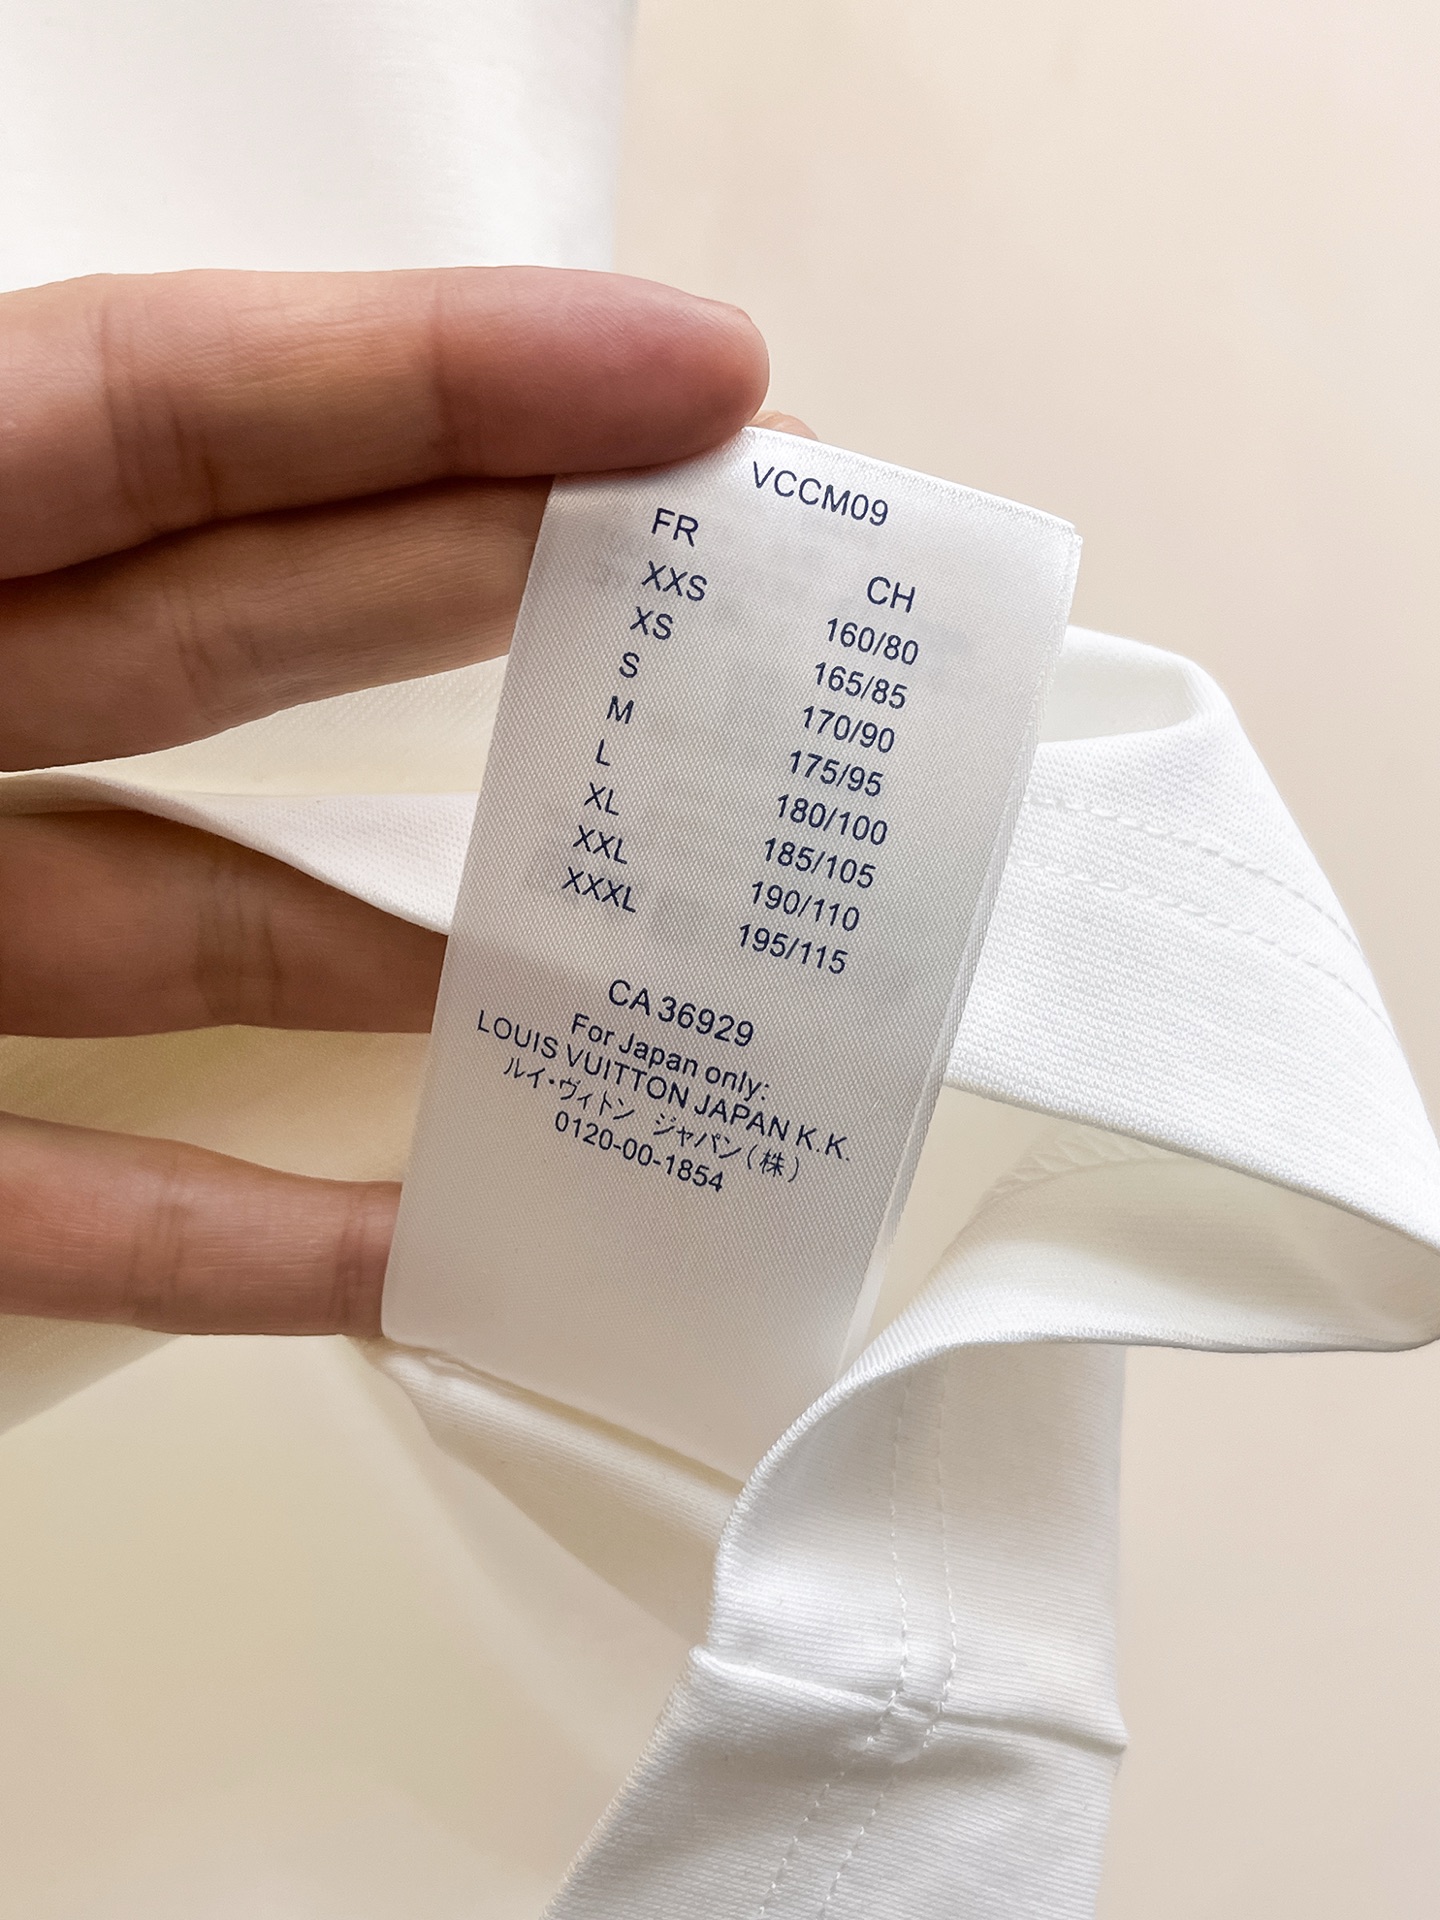 VCCM09
FR CH
XXS 160/80
XS 165/85
S 170/90
M 175/95
L 180/100
XL 185/105
XXL 190/110
XXXL 195/115
CA 36929
For Japan only:
LOUIS VUITTON JAPAN K.K.
ルイ・ヴィトン ジャパン(株)
0120-00-1854